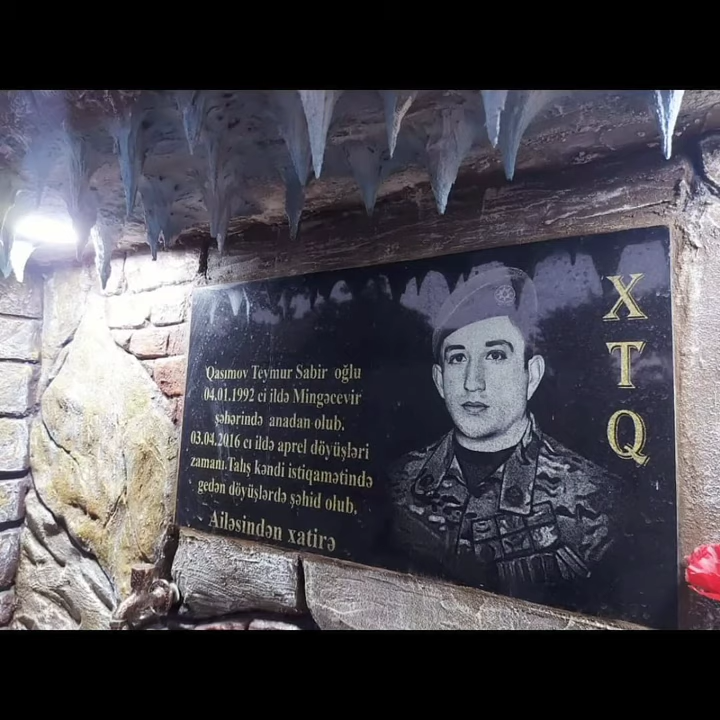 Qasımov Teymur Sabir oğlu
04.01.1992 ci ildə Mingəcevir
şəhərində anadan olub.
03.04.2016 cı ildə aprel döyüşləri
zamanı.Talış kəndi istiqamətində
gedən döyüşlərdə şəhid olub.
Ailəsindən xatirə
X
T
Q